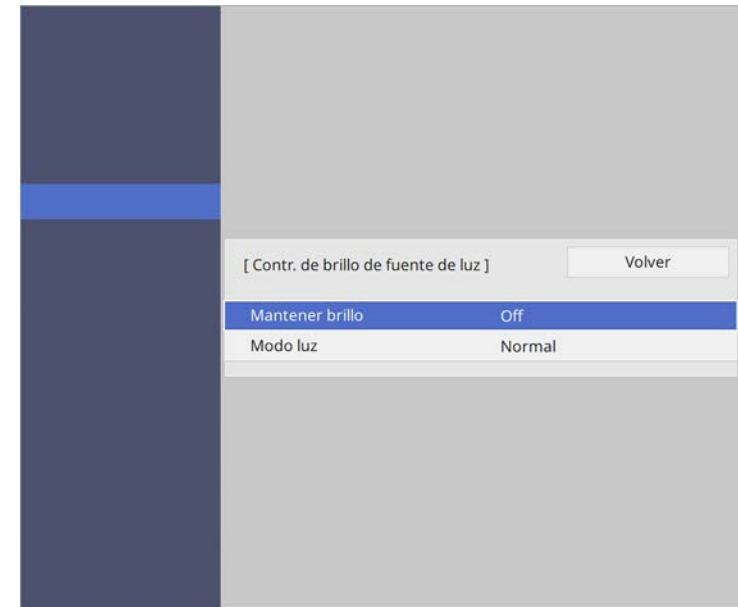 [ Contr. de brillo de fuente de luz ] Volver
Mantener brillo Off
Modo luz Normal